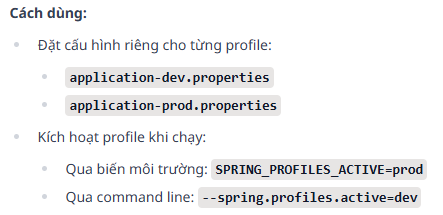 Cách dùng:
Đặt cấu hình riêng cho từng profile:
application-dev.properties
application-prod.properties
Kích hoạt profile khi chạy:
Qua biến môi trường: SPRING_PROFILES_ACTIVE=prod
Qua command line: --spring.profiles.active=dev